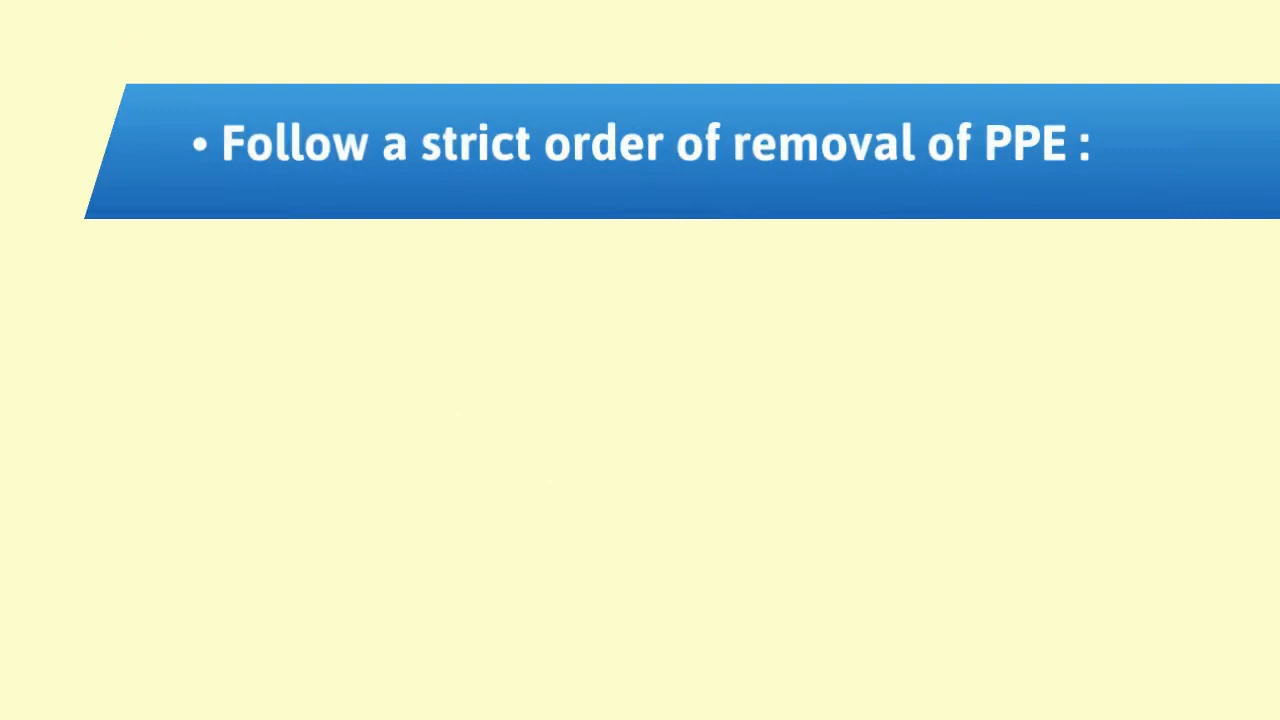 • Follow a strict order of removal of PPE :